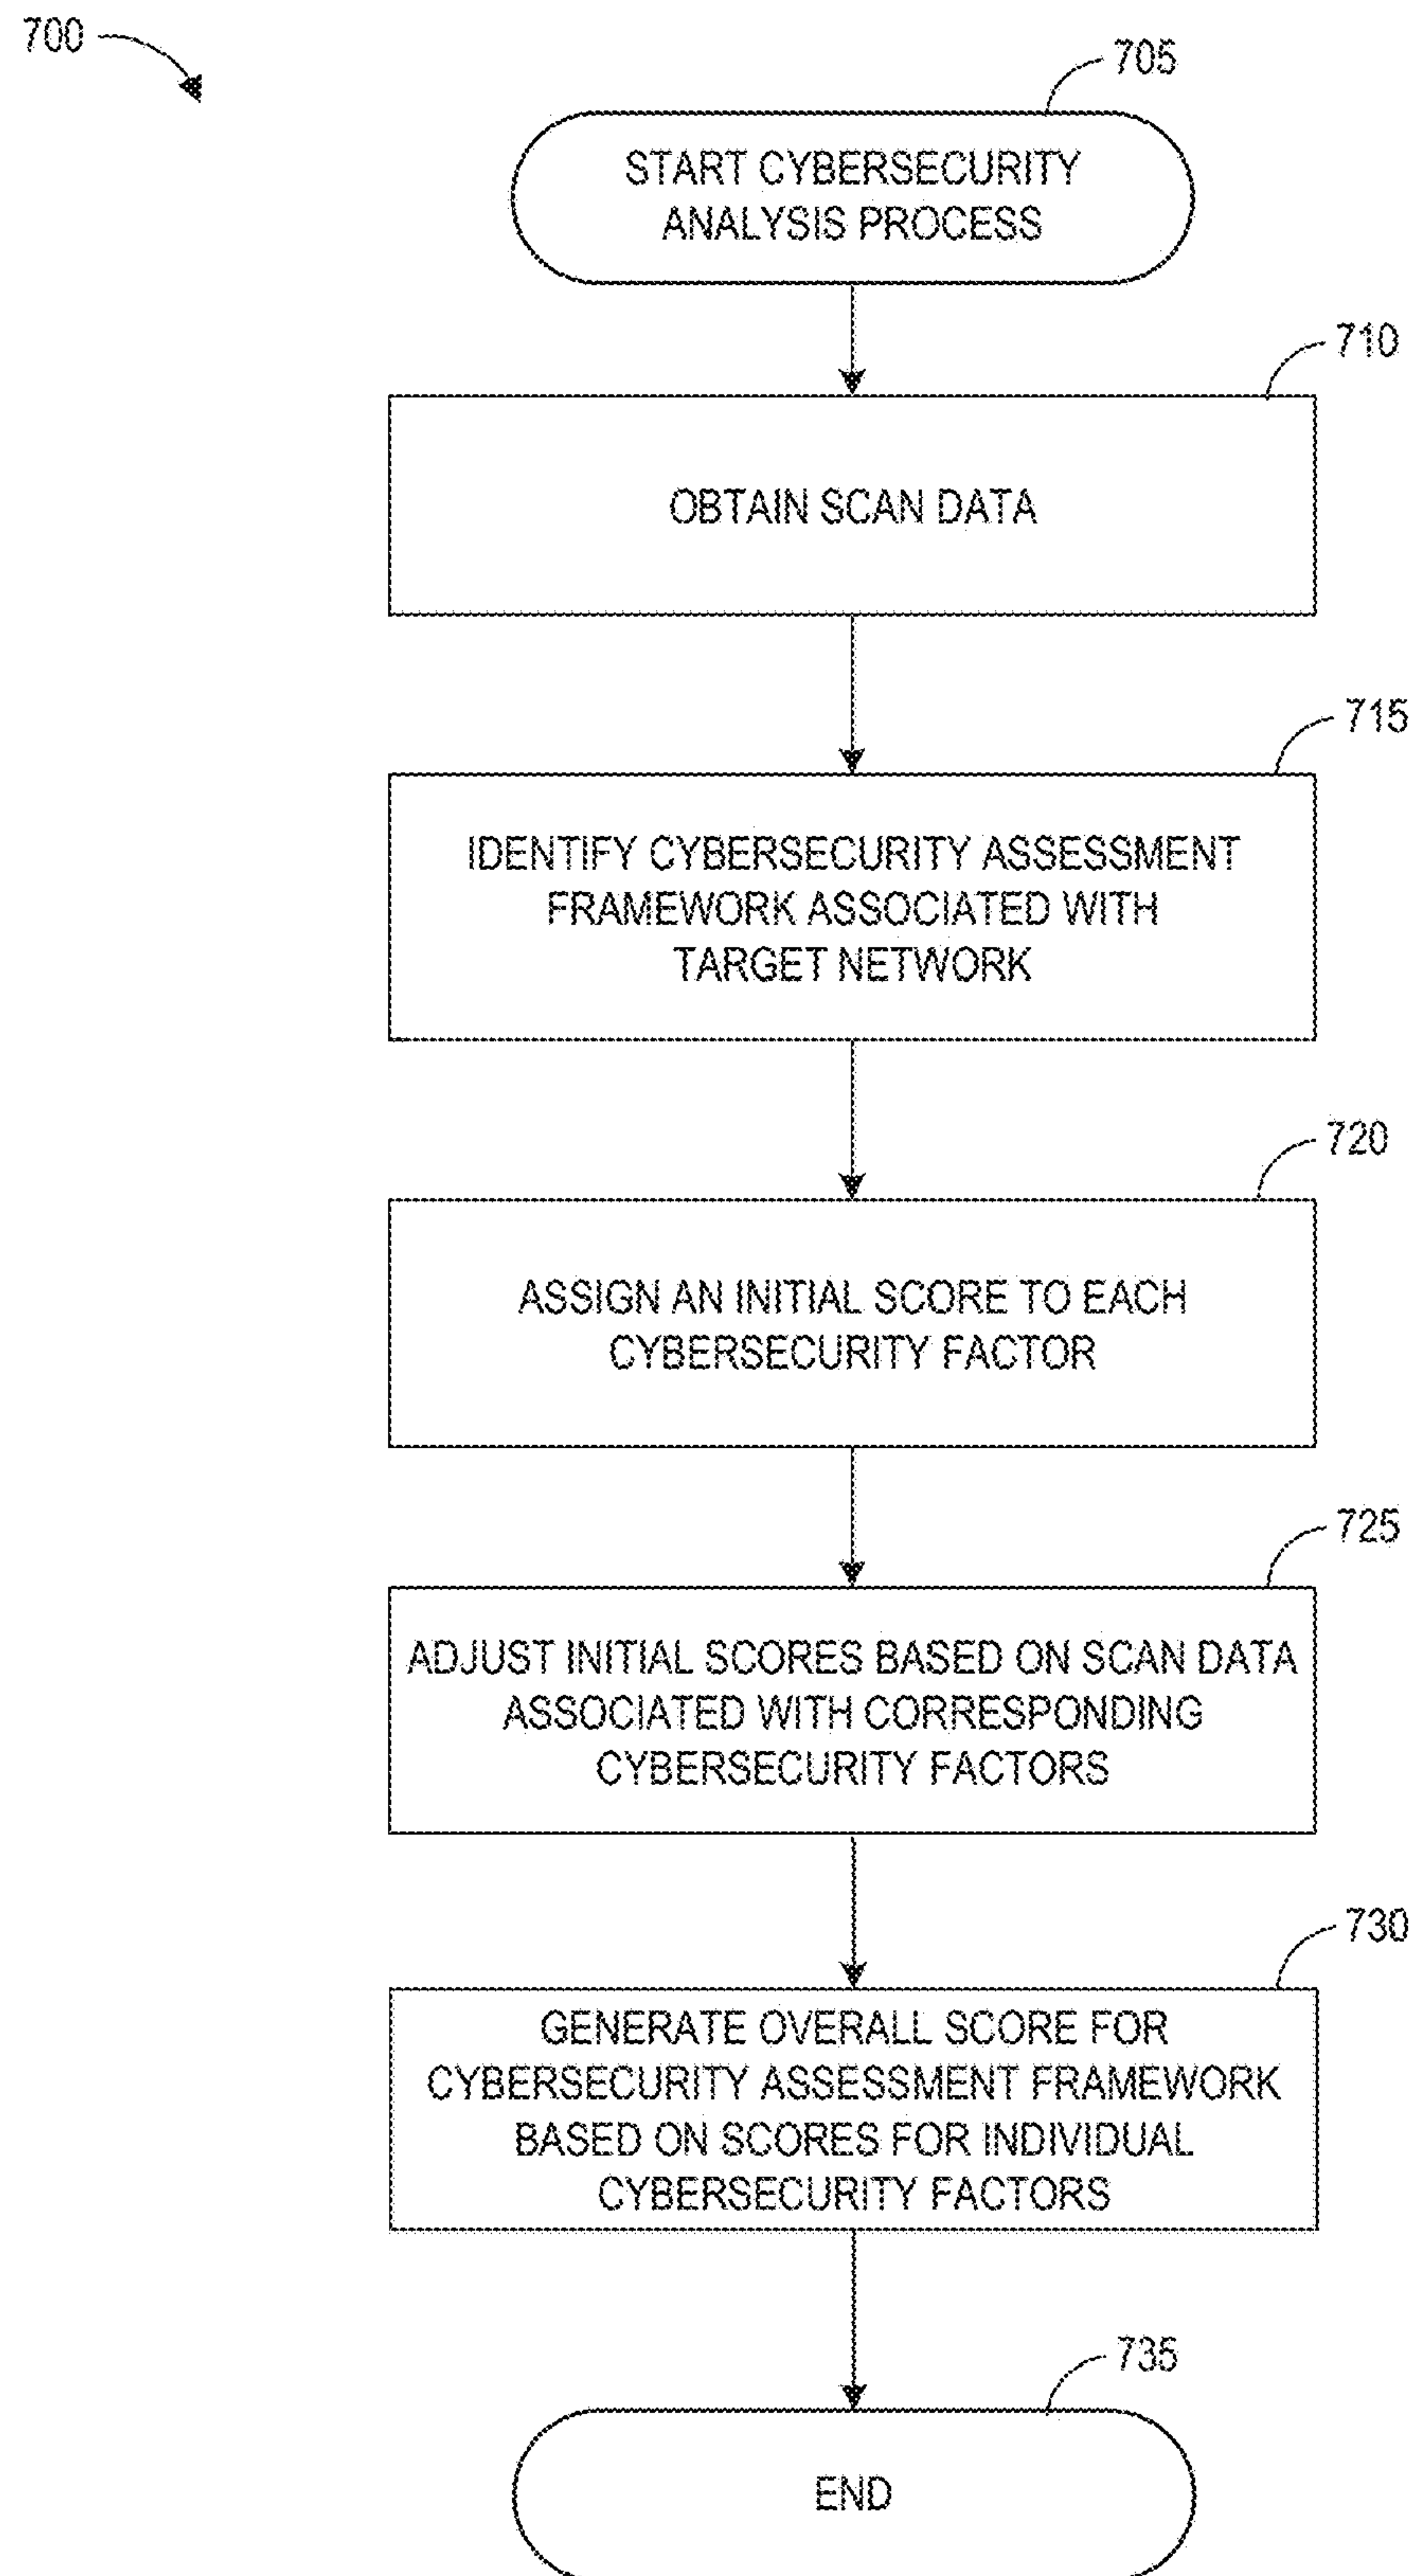 700
705
START CYBERSECURITY
ANALYSIS PROCESS
710
OBTAIN SCAN DATA
715
IDENTIFY CYBERSECURITY ASSESSMENT
FRAMEWORK ASSOCIATED WITH
TARGET NETWORK
720
ASSIGN AN INITIAL SCORE TO EACH
CYBERSECURITY FACTOR
725
ADJUST INITIAL SCORES BASED ON SCAN DATA
ASSOCIATED WITH CORRESPONDING
CYBERSECURITY FACTORS
730
GENERATE OVERALL SCORE FOR
CYBERSECURITY ASSESSMENT FRAMEWORK
BASED ON SCORES FOR INDIVIDUAL
CYBERSECURITY FACTORS
735
END